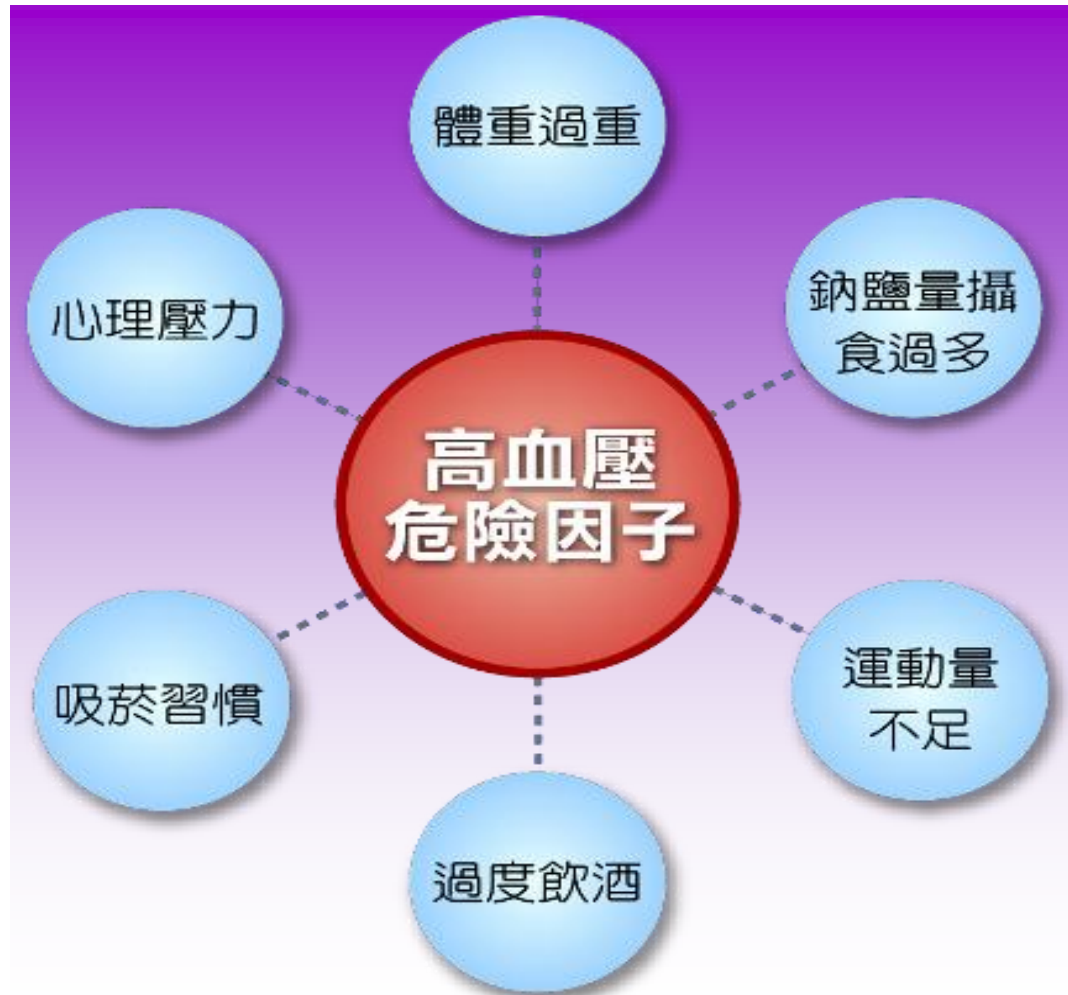 體重過重
鈉鹽量攝
食過多
心理壓力
高血壓
危險因子
運動量
不足
吸菸習慣
過度飲酒